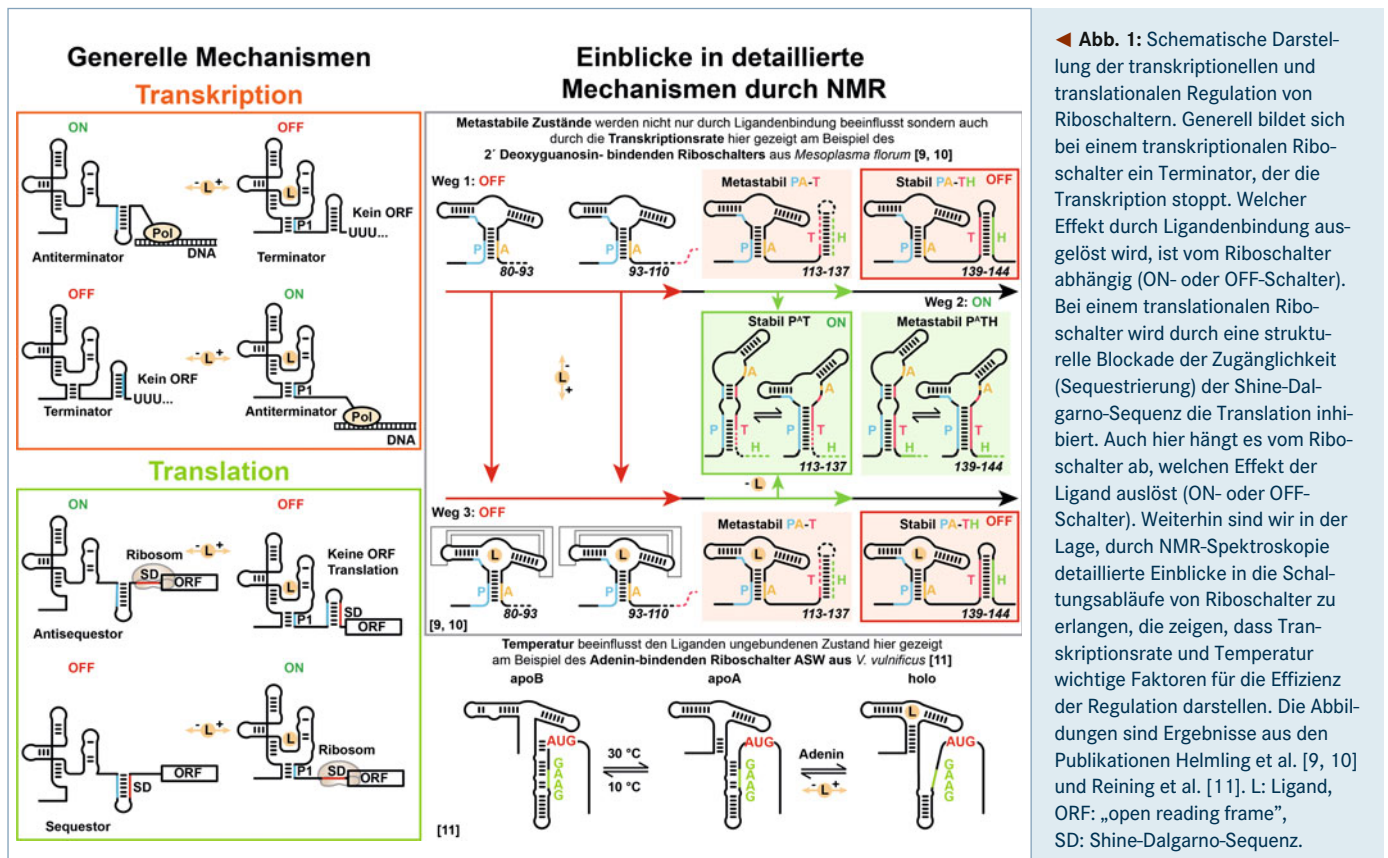 Generelle Mechanismen
Transkription
ON
OFF
- L +
Pol
DNA
Antiterminator
P1
Kein ORF
UUU...
Terminator
OFF
ON
- L +
Kein ORF
UUU...
Terminator
L
P1
Antiterminator
Pol
DNA
Translation
ON
OFF
Ribosom
SD
ORF
- L +
Keine ORF
Translation
L
P1
SD
ORF
Antisequestor
OFF
ON
ORF
SD
Sequestor
- L +
L
Ribosom
P1
SD
ORF
Einblicke in detaillierte
Mechanismen durch NMR
Metastabile Zustände werden nicht nur durch Ligandenbindung beeinflusst sondern auch
durch die Transkriptionsrate hier gezeigt am Beispiel des
2´ Deoxyguanosin- bindenden Riboschalters aus Mesoplasma florum [9, 10]
Weg 1: OFF
Metastabil PA-T
Stabil PA-TH OFF
P A
80-93
P A
93-110
P A T H
113-137
P A T H
139-144
Weg 2: ON
Stabil PᴬT ON
Metastabil PᴬTH
- L +
A A
P T
H
113-137
A A
P T
H
139-144
- L
Weg 3: OFF
Metastabil PA-T
Stabil PA-TH OFF
L
P A
80-93
L
P A
93-110
L
P A T H
113-137
L
P A T H
139-144
[9, 10]
Temperatur beeinflusst den Liganden ungebundenen Zustand hier gezeigt
am Beispiel des Adenin-bindenden Riboschalter ASW aus V. vulnificus [11]
apoB
apoA
holo
AUG
GAAG
30 °C
10 °C
AUG
GAAG
Adenin
- L +
L
AUG
GAAG
[11]
◀ Abb. 1: Schematische Darstel-
lung der transkriptionellen und
translationalen Regulation von
Riboschaltern. Generell bildet sich
bei einem transkriptionalen Ribo-
schalter ein Terminator, der die
Transkription stoppt. Welcher
Effekt durch Ligandenbindung aus-
gelöst wird, ist vom Riboschalter
abhängig (ON- oder OFF-Schalter).
Bei einem translationalen Ribo-
schalter wird durch eine struktu-
relle Blockade der Zugänglichkeit
(Sequestrierung) der Shine-Dal-
garno-Sequenz die Translation inhi-
biert. Auch hier hängt es vom Ribo-
schalter ab, welchen Effekt der
Ligand auslöst (ON- oder OFF-
Schalter). Weiterhin sind wir in der
Lage, durch NMR-Spektroskopie
detaillierte Einblicke in die Schal-
tungsabläufe von Riboschalter zu
erlangen, die zeigen, dass Tran-
skriptionsrate und Temperatur
wichtige Faktoren für die Effizienz
der Regulation darstellen. Die Abbil-
dungen sind Ergebnisse aus den
Publikationen Helmling et al. [9, 10]
und Reining et al. [11]. L: Ligand,
ORF: „open reading frame”,
SD: Shine-Dalgarno-Sequenz.